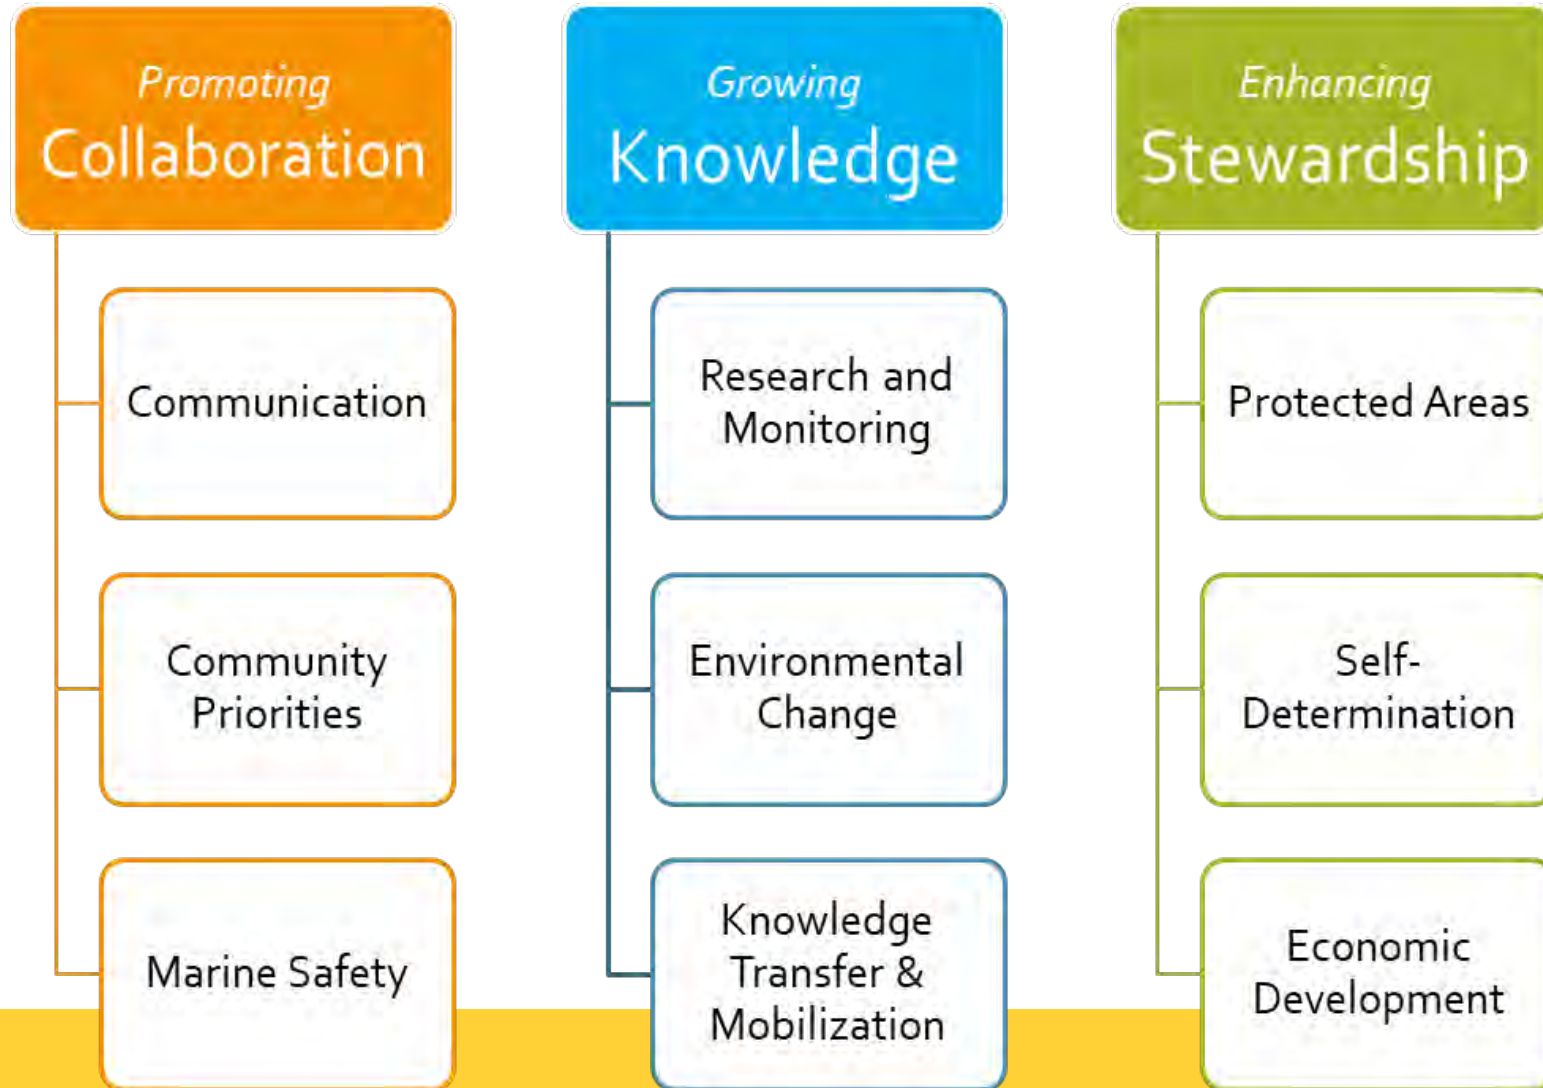 Promoting
Collaboration
Communication
Community
Priorities
Marine Safety
Growing
Knowledge
Research and
Monitoring
Environmental
Change
Knowledge
Transfer &
Mobilization
Enhancing
Stewardship
Protected Areas
Self-
Determination
Economic
Development